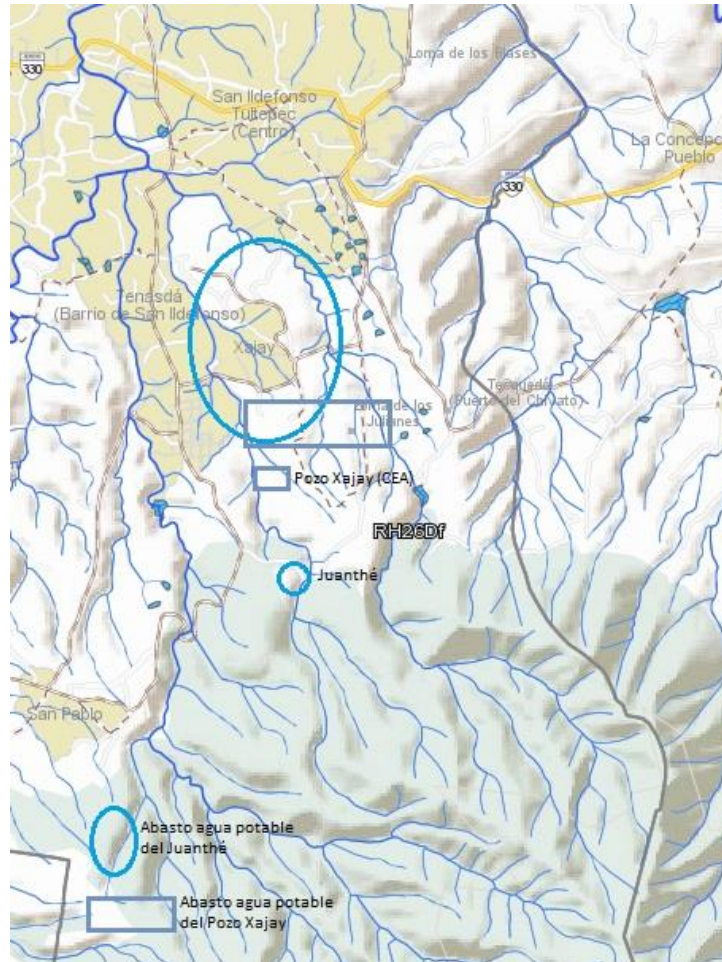 330
Loma de los Blases
San Ildefonso
Tultepec
(Centro)
La Concepc
Pueblo
330
Tenasdá
(Barrio de San Ildefonso)
Xajay
Loma de los
Julianes
(Puerto del Chivato)
Pozo Xajay (CEA)
RH26Df
Juanthé
San Pablo
Abasto agua potable
del Juanthé
Abasto agua potable
del Pozo Xajay